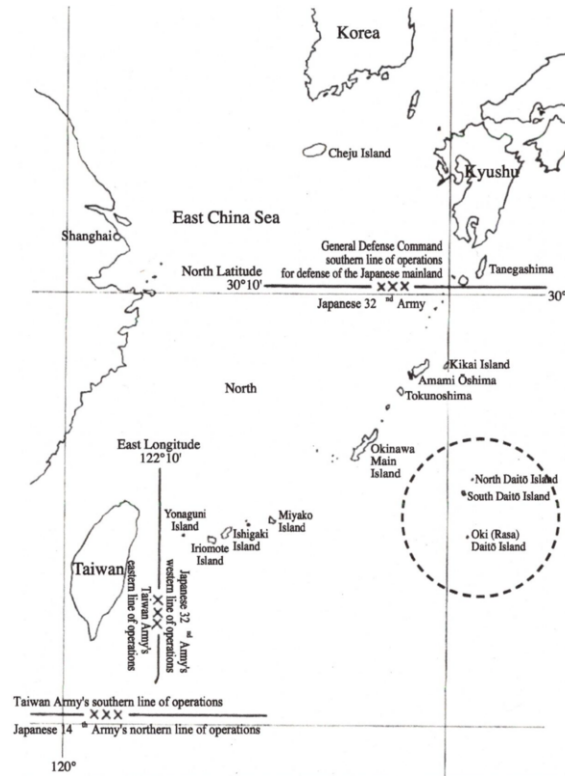 Korea
Cheju Island
Kyushu
East China Sea
Shanghai
General Defense Command
southern line of operations
for defense of the Japanese mainland
Tanegashima
North Latitude
30°10'
30°
Japanese 32nd Army
Kikai Island
Amami Ōshima
Tokunoshima
North
Okinawa
Main
Island
East Longitude
122°10'
North Daitō Island
South Daitō Island
Oki (Rasa)
Daitō Island
Yonaguni
Island
Miyako
Island
Ishigaki
Island
Iriomote
Island
Taiwan
Japanese 32nd Army's
western line of operations
Taiwan Army's
eastern line of operations
Taiwan Army's southern line of operations
Japanese 14th Army's northern line of operations
120°